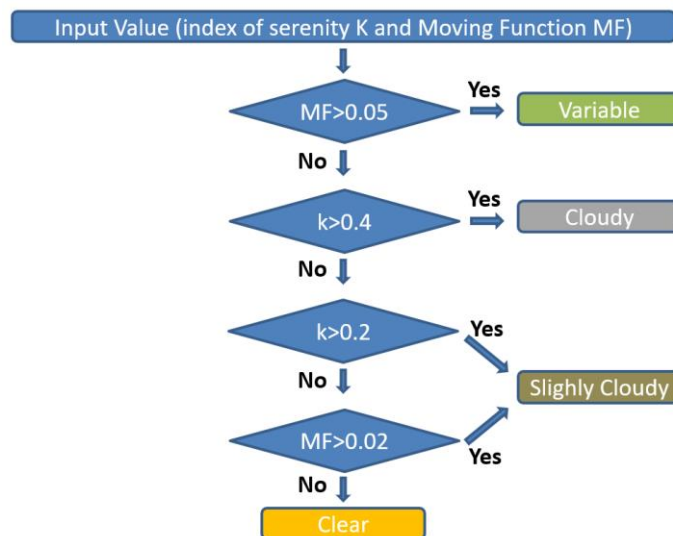 Input Value (index of serenity K and Moving Function MF)
Yes
MF>0.05
Variable
No
Yes
k>0.4
Cloudy
No
k>0.2
Yes
No
Slighly Cloudy
MF>0.02
Yes
No
Clear